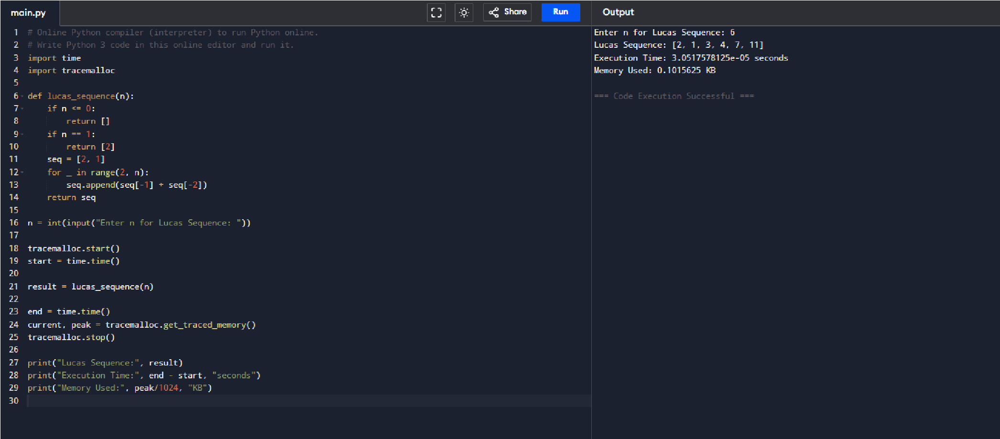 main.py
Share
Run
Output
1 # Online Python compiler (interpreter) to run Python online.
2 # Write Python 3 code in this online editor and run it.
3 import time
4 import tracemalloc
5
6 def lucas_sequence(n):
7     if n <= 0:
8         return []
9     if n == 1:
10         return [2]
11     seq = [2, 1]
12     for _ in range(2, n):
13         seq.append(seq[-1] + seq[-2])
14     return seq
15
16 n = int(input("Enter n for Lucas Sequence: "))
17
18 tracemalloc.start()
19 start = time.time()
20
21 result = lucas_sequence(n)
22
23 end = time.time()
24 current, peak = tracemalloc.get_traced_memory()
25 tracemalloc.stop()
26
27 print("Lucas Sequence:", result)
28 print("Execution Time:", end - start, "seconds")
29 print("Memory Used:", peak/1024, "KB")
30
Enter n for Lucas Sequence: 6
Lucas Sequence: [2, 1, 3, 4, 7, 11]
Execution Time: 3.0517578125e-05 seconds
Memory Used: 0.1015625 KB
=== Code Execution Successful ===